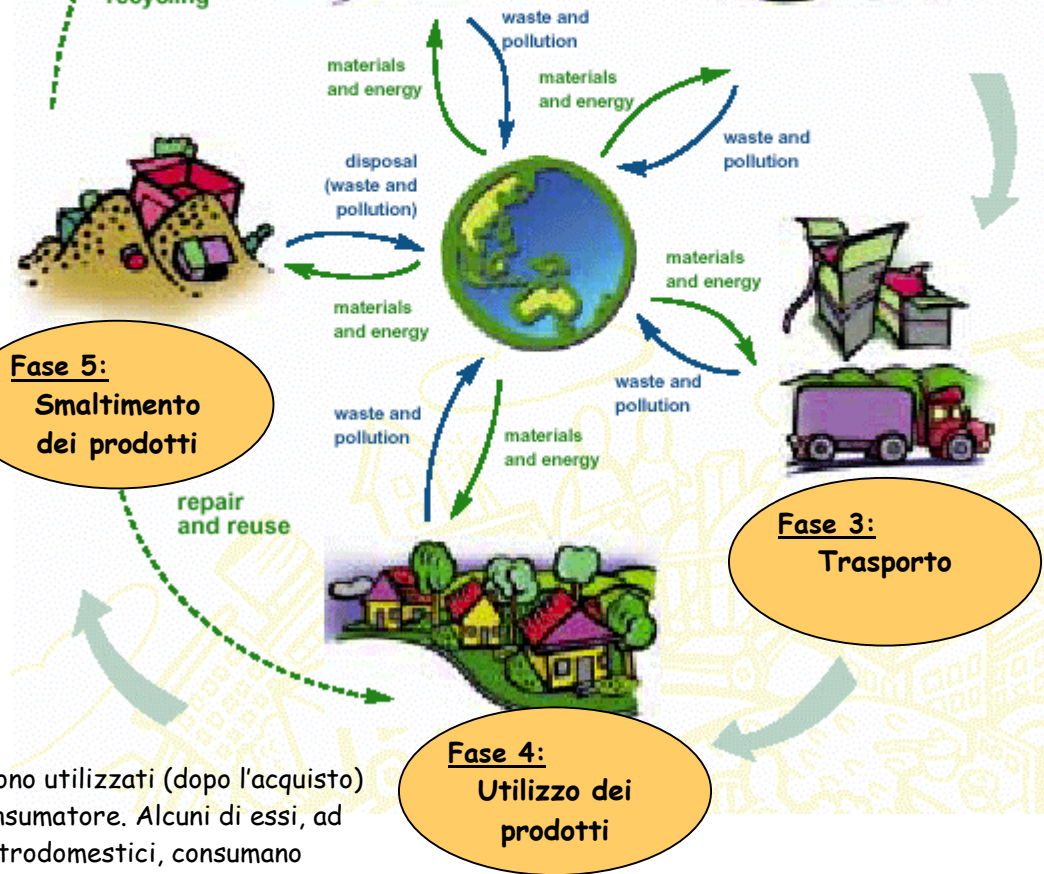 recycling
waste and
pollution
materials
and energy
materials
and energy
waste and
pollution
disposal
(waste and
pollution)
materials
and energy
materials
and energy
waste and
pollution
Fase 5:
Smaltimento
dei prodotti
waste and
pollution
materials
and energy
repair
and reuse
Fase 3:
Trasporto
Fase 4:
Utilizzo dei
prodotti
ono utilizzati (dopo l'acquisto)
nsumatore. Alcuni di essi, ad
trodomestici, consumano